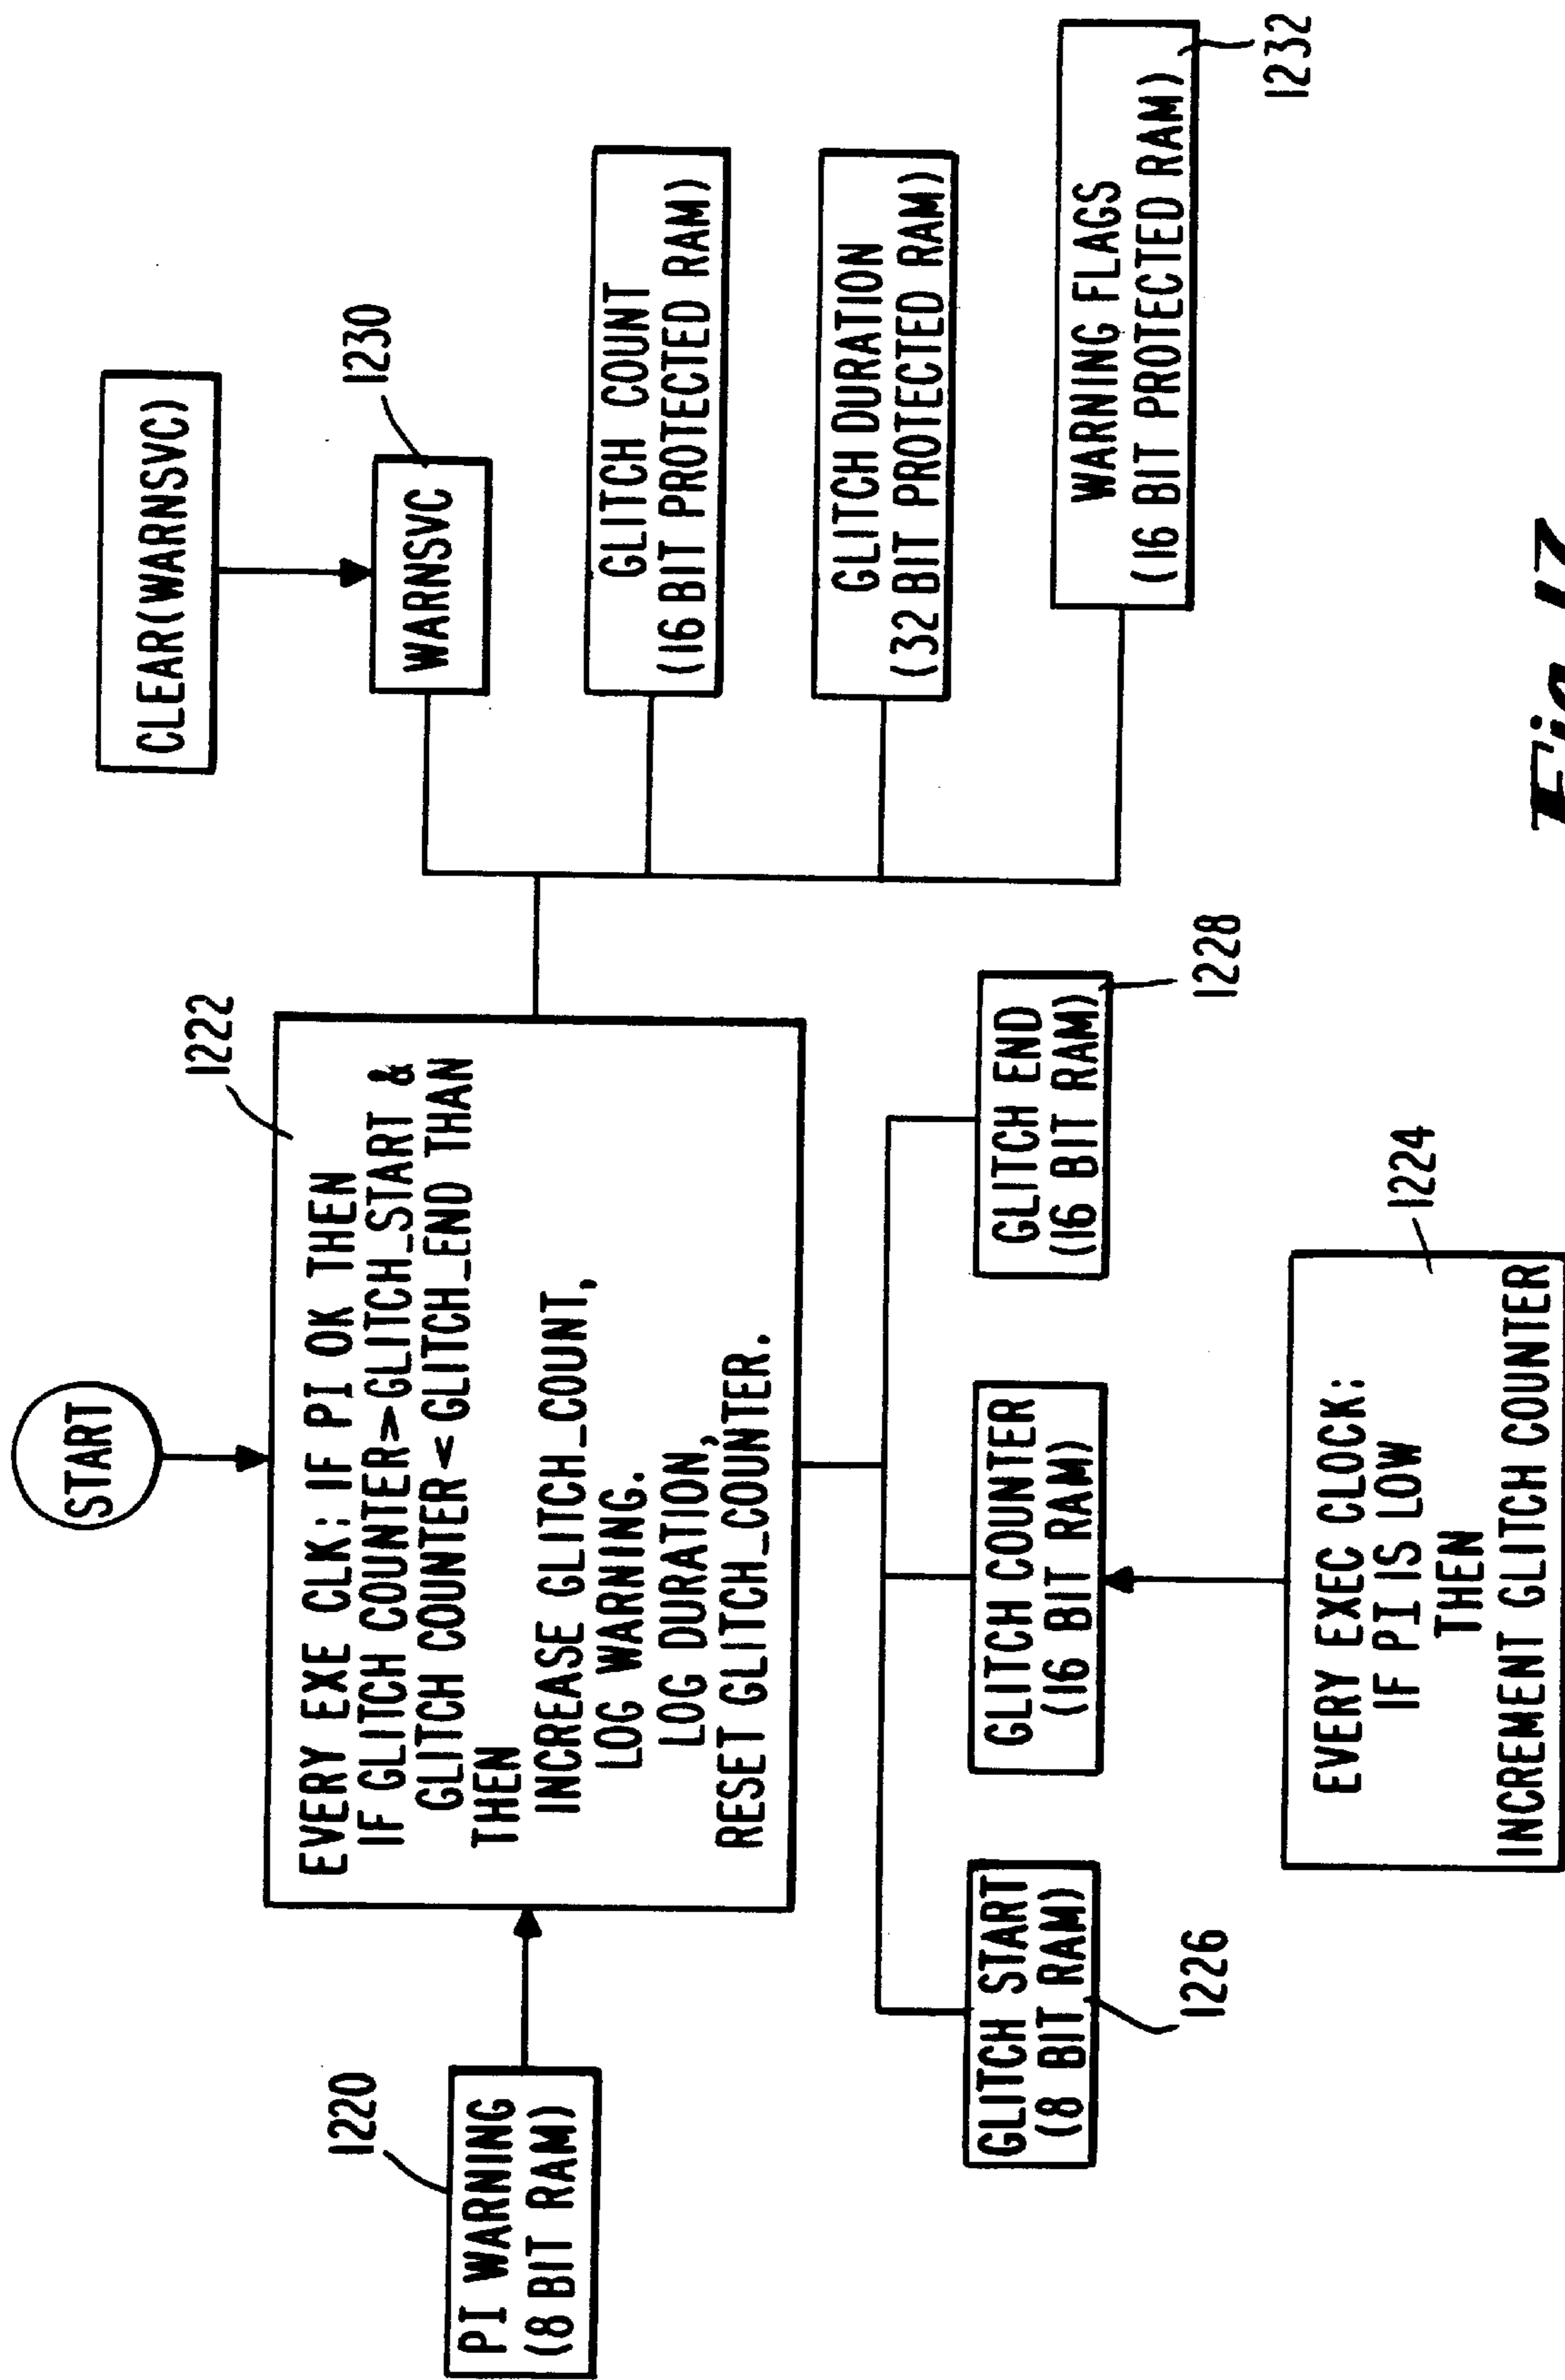 START
1222
EVERY EXE CLK: IF PI OK THEN
IF GLITCH COUNTER > GLITCH_START &
GLITCH COUNTER < GLITCH_END THAN
THEN
INCREASE GLITCH_COUNT,
LOG WARNING.
LOG DURATION,
RESET GLITCH_COUNTER.
1220
PI WARNING
(8 BIT RAM)
CLEAR(WARNSVC)
1230
WARNSVC
GLITCH COUNT
(16 BIT PROTECTED RAM)
GLITCH DURATION
(32 BIT PROTECTED RAM)
WARNING FLAGS
(16 BIT PROTECTED RAM)
1232
GLITCH START
(8 BIT RAM)
1226
GLITCH COUNTER
(16 BIT RAM)
GLITCH END
(16 BIT RAM)
1228
1224
EVERY EXEC CLOCK:
IF PI IS LOW
THEN
INCREMENT GLITCH COUNTER